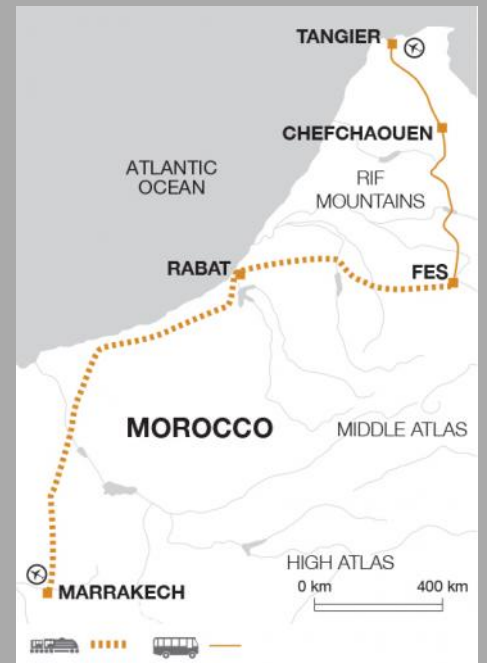 TANGIER
CHEFCHAOUEN
ATLANTIC
OCEAN
RIF
MOUNTAINS
RABAT
FES
MOROCCO
MIDDLE ATLAS
HIGH ATLAS
0 km
400 km
MARRAKECH